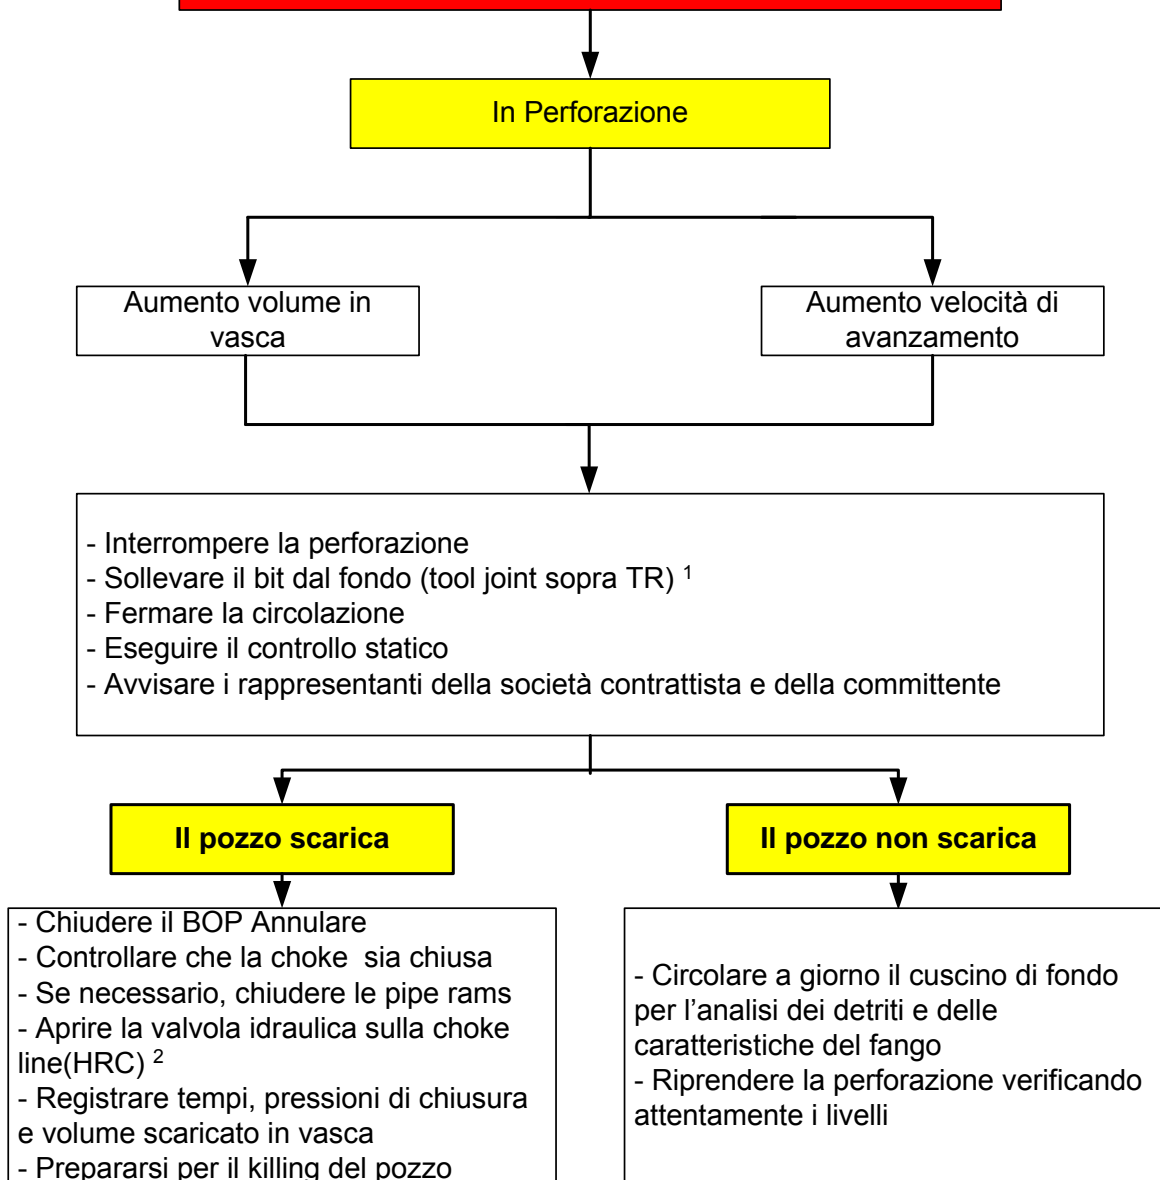 In Perforazione
Aumento volume in
vasca
Aumento velocità di
avanzamento
- Interrompere la perforazione
- Sollevare il bit dal fondo (tool joint sopra TR) ¹
- Fermare la circolazione
- Eseguire il controllo statico
- Avvisare i rappresentanti della società contrattista e della committente
Il pozzo scarica
Il pozzo non scarica
- Chiudere il BOP Annulare
- Controllare che la choke  sia chiusa
- Se necessario, chiudere le pipe rams
- Aprire la valvola idraulica sulla choke
line(HRC) ²
- Registrare tempi, pressioni di chiusura
e volume scaricato in vasca
- Prepararsi per il killing del pozzo
- Circolare a giorno il cuscino di fondo
per l'analisi dei detriti e delle
caratteristiche del fango
- Riprendere la perforazione verificando
attentamente i livelli